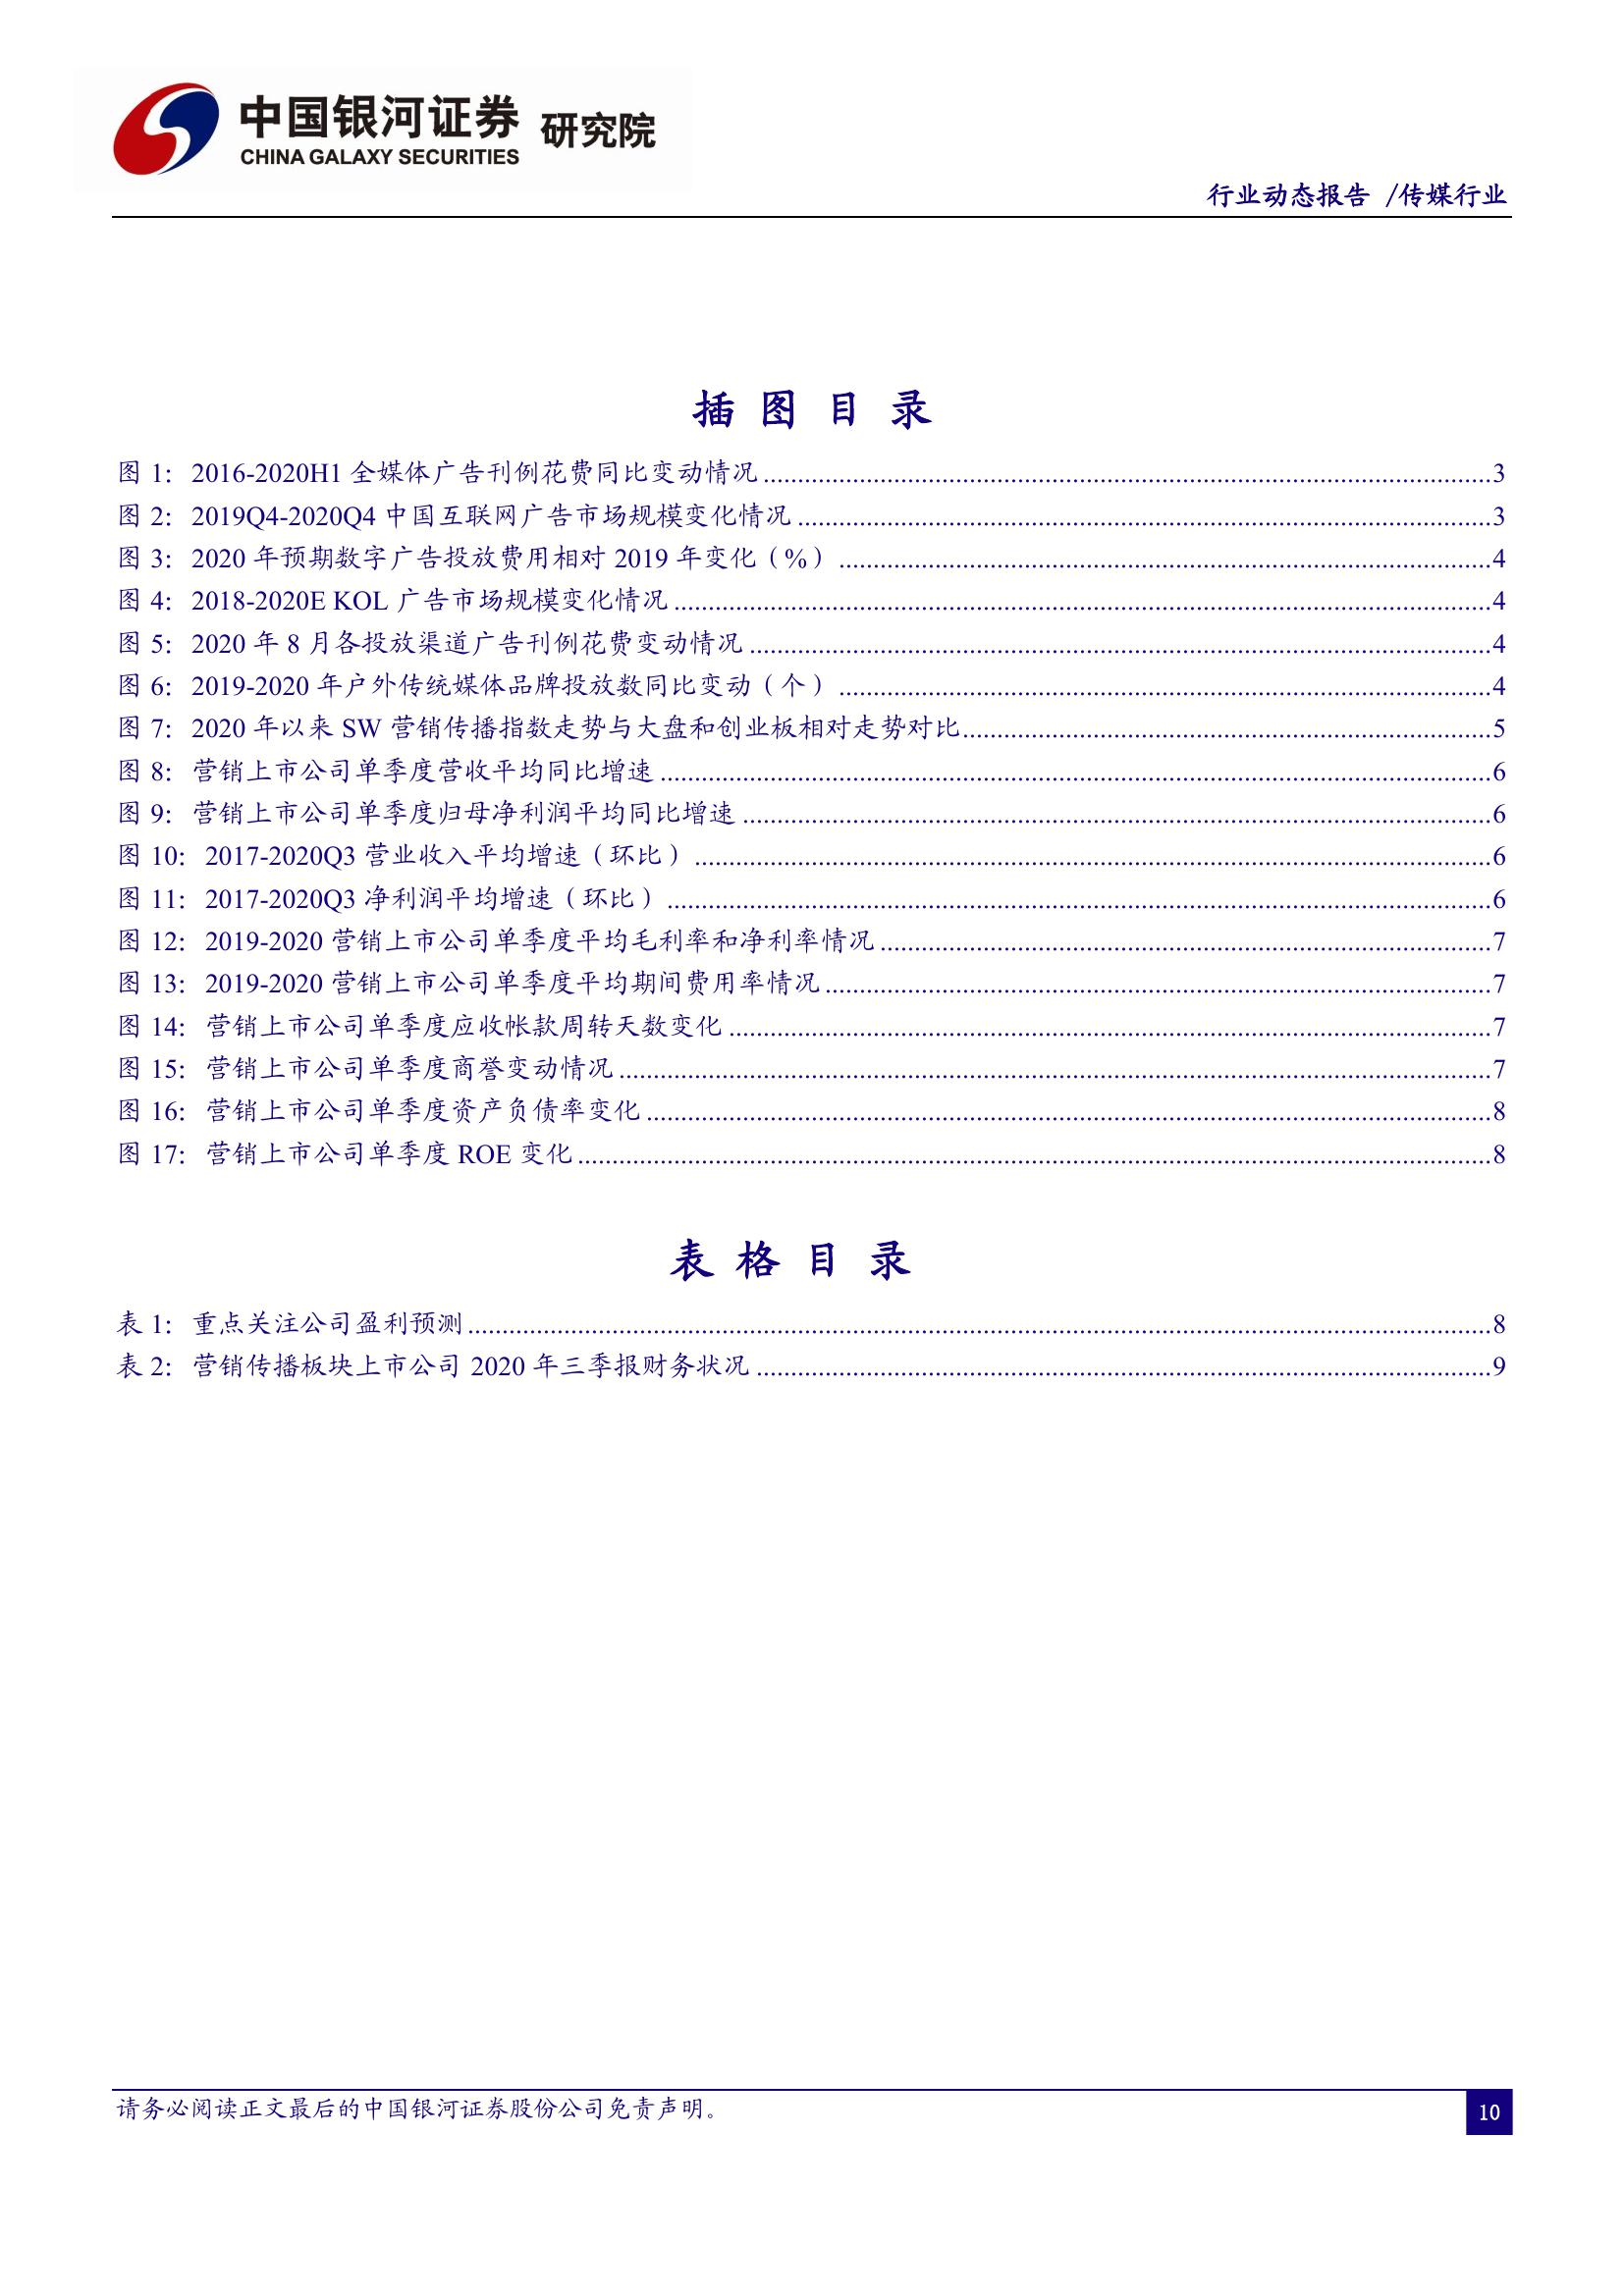 中国银河证券 研究院
CHINA GALAXY SECURITIES
行业动态报告 /传媒行业
插 图 目 录
图 1: 2016-2020H1 全媒体广告刊例花费同比变动情况........3
图 2: 2019Q4-2020Q4 中国互联网广告市场规模变化情况........3
图 3: 2020 年预期数字广告投放费用相对 2019 年变化（%）........4
图 4: 2018-2020E KOL 广告市场规模变化情况........4
图 5: 2020 年 8 月各投放渠道广告刊例花费变动情况........4
图 6: 2019-2020 年户外传统媒体品牌投放数同比变动（个）........4
图 7: 2020 年以来 SW 营销传播指数走势与大盘和创业板相对走势对比........5
图 8: 营销上市公司单季度营收平均同比增速........6
图 9: 营销上市公司单季度归母净利润平均同比增速........6
图 10: 2017-2020Q3 营业收入平均增速（环比）........6
图 11: 2017-2020Q3 净利润平均增速（环比）........6
图 12: 2019-2020 营销上市公司单季度平均毛利率和净利率情况........7
图 13: 2019-2020 营销上市公司单季度平均期间费用率情况........7
图 14: 营销上市公司单季度应收帐款周转天数变化........7
图 15: 营销上市公司单季度商誉变动情况........7
图 16: 营销上市公司单季度资产负债率变化........8
图 17: 营销上市公司单季度 ROE 变化........8
表 格 目 录
表 1: 重点关注公司盈利预测........8
表 2: 营销传播板块上市公司 2020 年三季报财务状况........9
请务必阅读正文最后的中国银河证券股份公司免责声明。
10